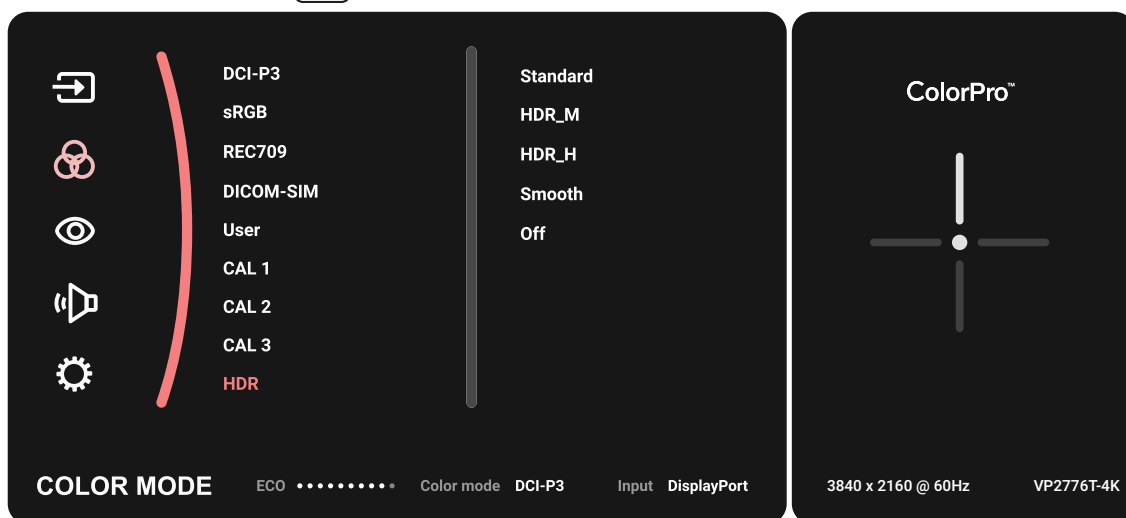 DCI-P3
sRGB
REC709
DICOM-SIM
User
CAL 1
CAL 2
CAL 3
HDR
Standard
HDR_M
HDR_H
Smooth
Off
ColorPro™
COLOR MODE ECO Color mode DCI-P3 Input DisplayPort
3840 x 2160 @ 60Hz VP2776T-4K